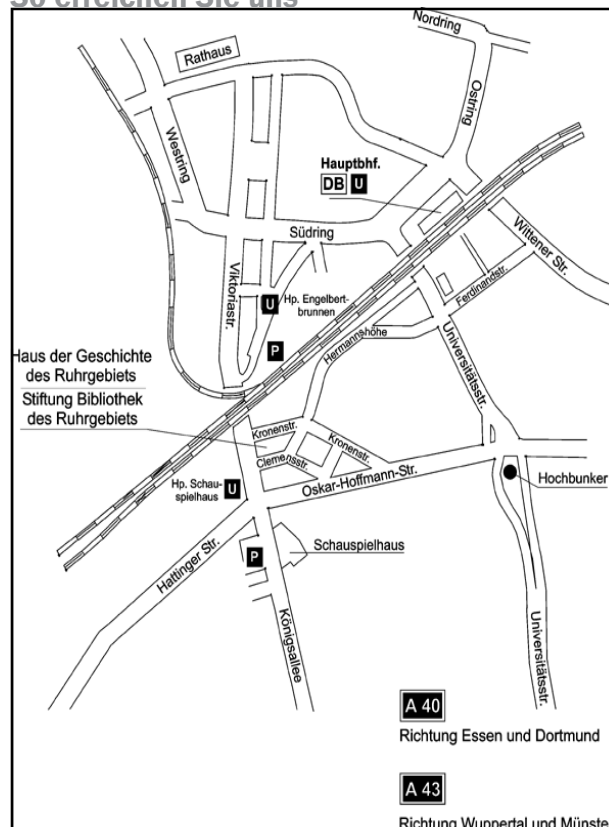 So erreichen Sie uns
Nordring
Rathaus
Ostring
Westring
Hauptbhf.
DB U
Südring
Wittener Str.
Viktoriastr.
U
Hp. Engelbert-
brunnen
Ferdinandstr.
P
Hermannshöhe
Universitätsstr.
Haus der Geschichte
des Ruhrgebiets
Stiftung Bibliothek
des Ruhrgebiets
Kronenstr.
Kronenstr.
Clemensstr.
Hp. Schau-
spielhaus
U
Oskar-Hoffmann-Str.
Hochbunker
P
Schauspielhaus
Hattinger Str.
Königsallee
Universitätsstr.
A 40
Richtung Essen und Dortmund
A 43
Richtung Wuppertal und Münste